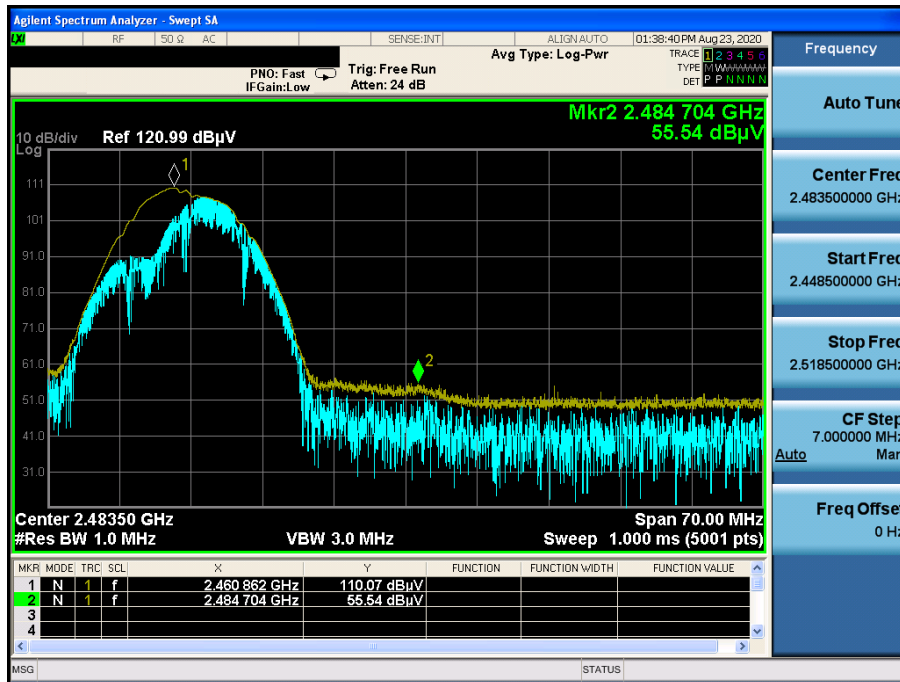 Agilent Spectrum Analyzer - Swept SA
LXI RF 50 Ω AC SENSE:INT ALIGN AUTO 01:38:40 PM Aug 23, 2020
Avg Type: Log-Pwr TRACE 1 2 3 4 5 6
PNO: Fast Trig: Free Run TYPE M W W W W W
IFGain:Low Atten: 24 dB DET P P N N N N
Mkr2 2.484 704 GHz
55.54 dBµV
10 dB/div Ref 120.99 dBµV
Log
1
111
101
91.0
81.0
71.0
61.0
2
51.0
41.0
31.0
Center 2.48350 GHz Span 70.00 MHz
#Res BW 1.0 MHz VBW 3.0 MHz Sweep 1.000 ms (5001 pts)
MKR MODE TRC SCL X Y FUNCTION FUNCTION WIDTH FUNCTION VALUE
1 N 1 f 2.460 862 GHz 110.07 dBµV
2 N 1 f 2.484 704 GHz 55.54 dBµV
3
4
MSG STATUS
Frequency
Auto Tune
Center Freq
2.483500000 GHz
Start Freq
2.448500000 GHz
Stop Freq
2.518500000 GHz
CF Step
7.000000 MHz
Auto Man
Freq Offset
0 Hz